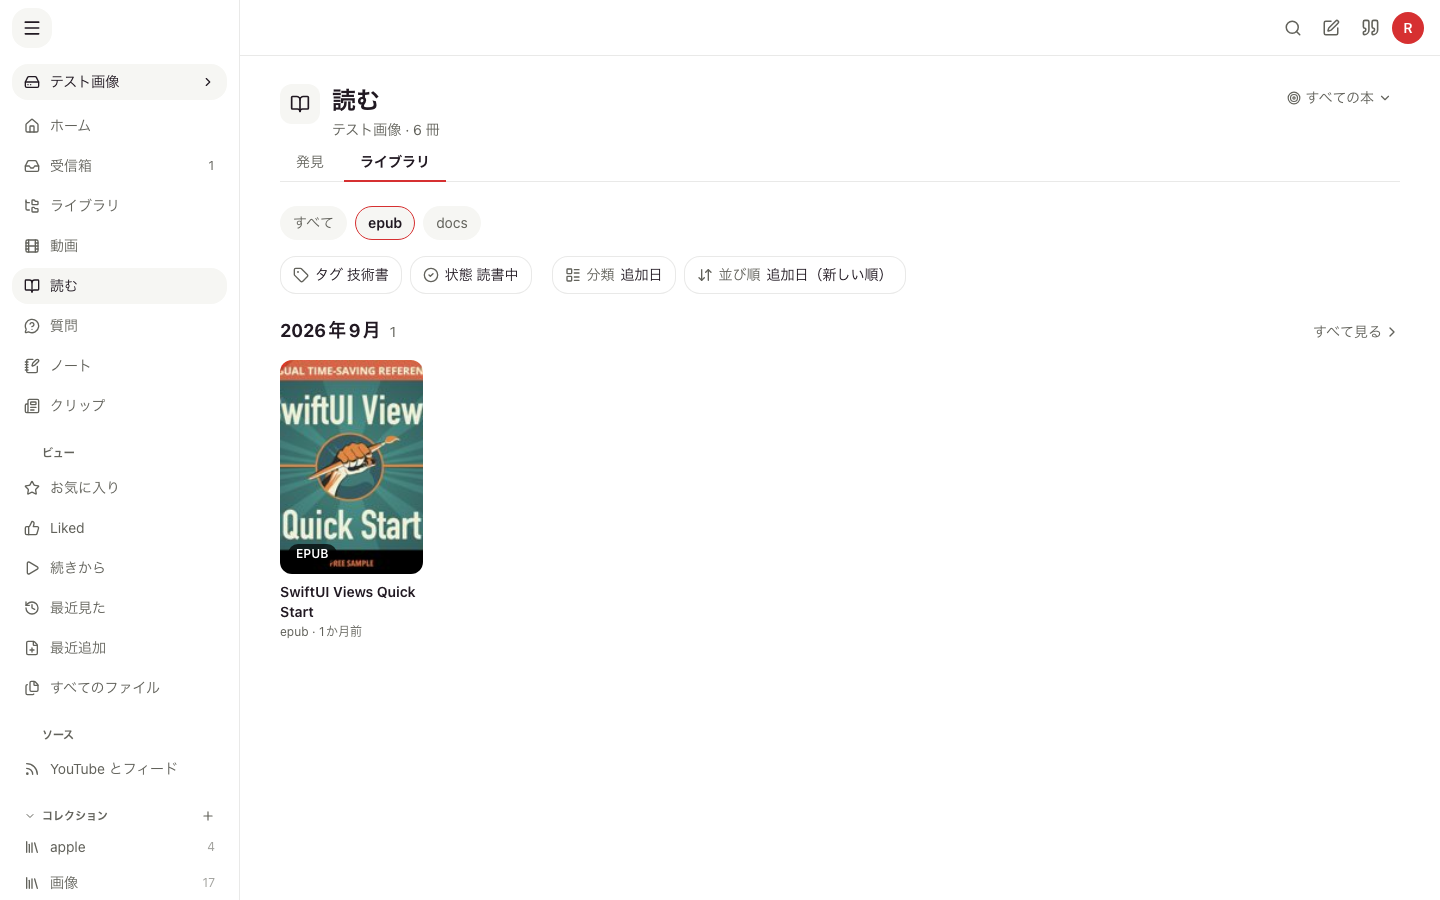 R
テスト画像
ホーム
受信箱 1
ライブラリ
動画
読む
質問
ノート
クリップ
ビュー
お気に入り
Liked
続きから
最近見た
最近追加
すべてのファイル
ソース
YouTube とフィード
コレクション
apple 4
画像 17
読む
テスト画像 · 6 冊
すべての本
発見 ライブラリ
すべて epub docs
タグ 技術書 状態 読書中 分類 追加日 並び順 追加日（新しい順）
2026年9月 1 すべて見る
UAL TIME-SAVING REFEREN
wiftUI View
Quick Start
EPUB
FREE SAMPLE
SwiftUI Views Quick
Start
epub · 1か月前